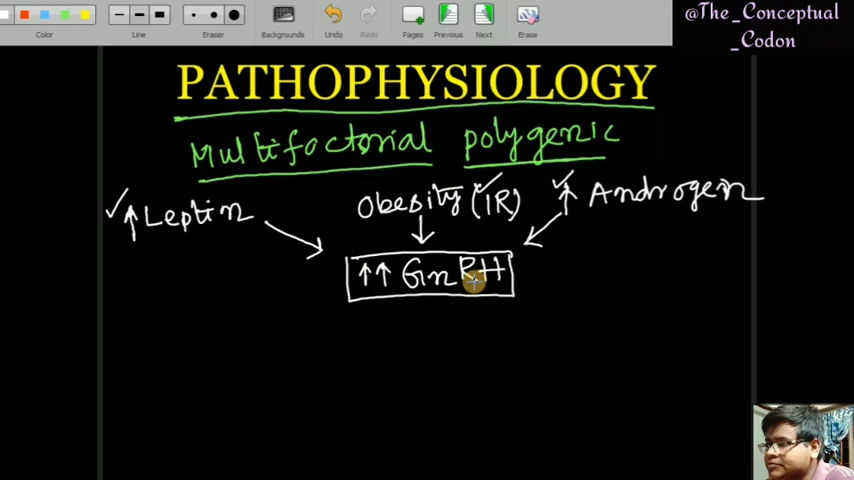 Color
Line
Eraser
Backgrounds
Undo
Redo
Pages
Previous
Next
Erase
@The_Conceptual
_Codon
PATHOPHYSIOLOGY
Multifactorial polygenic
✓ ↑ Leptin
Obesity (IR) ✓
✓ ↑ Androgen
↑↑ GnRH